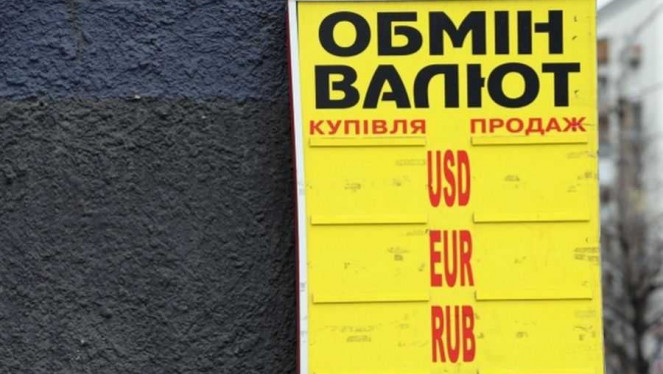 ОБМІН
ВАЛЮТ
КУПІВЛЯ ПРОДАЖ
USD
EUR
RUB